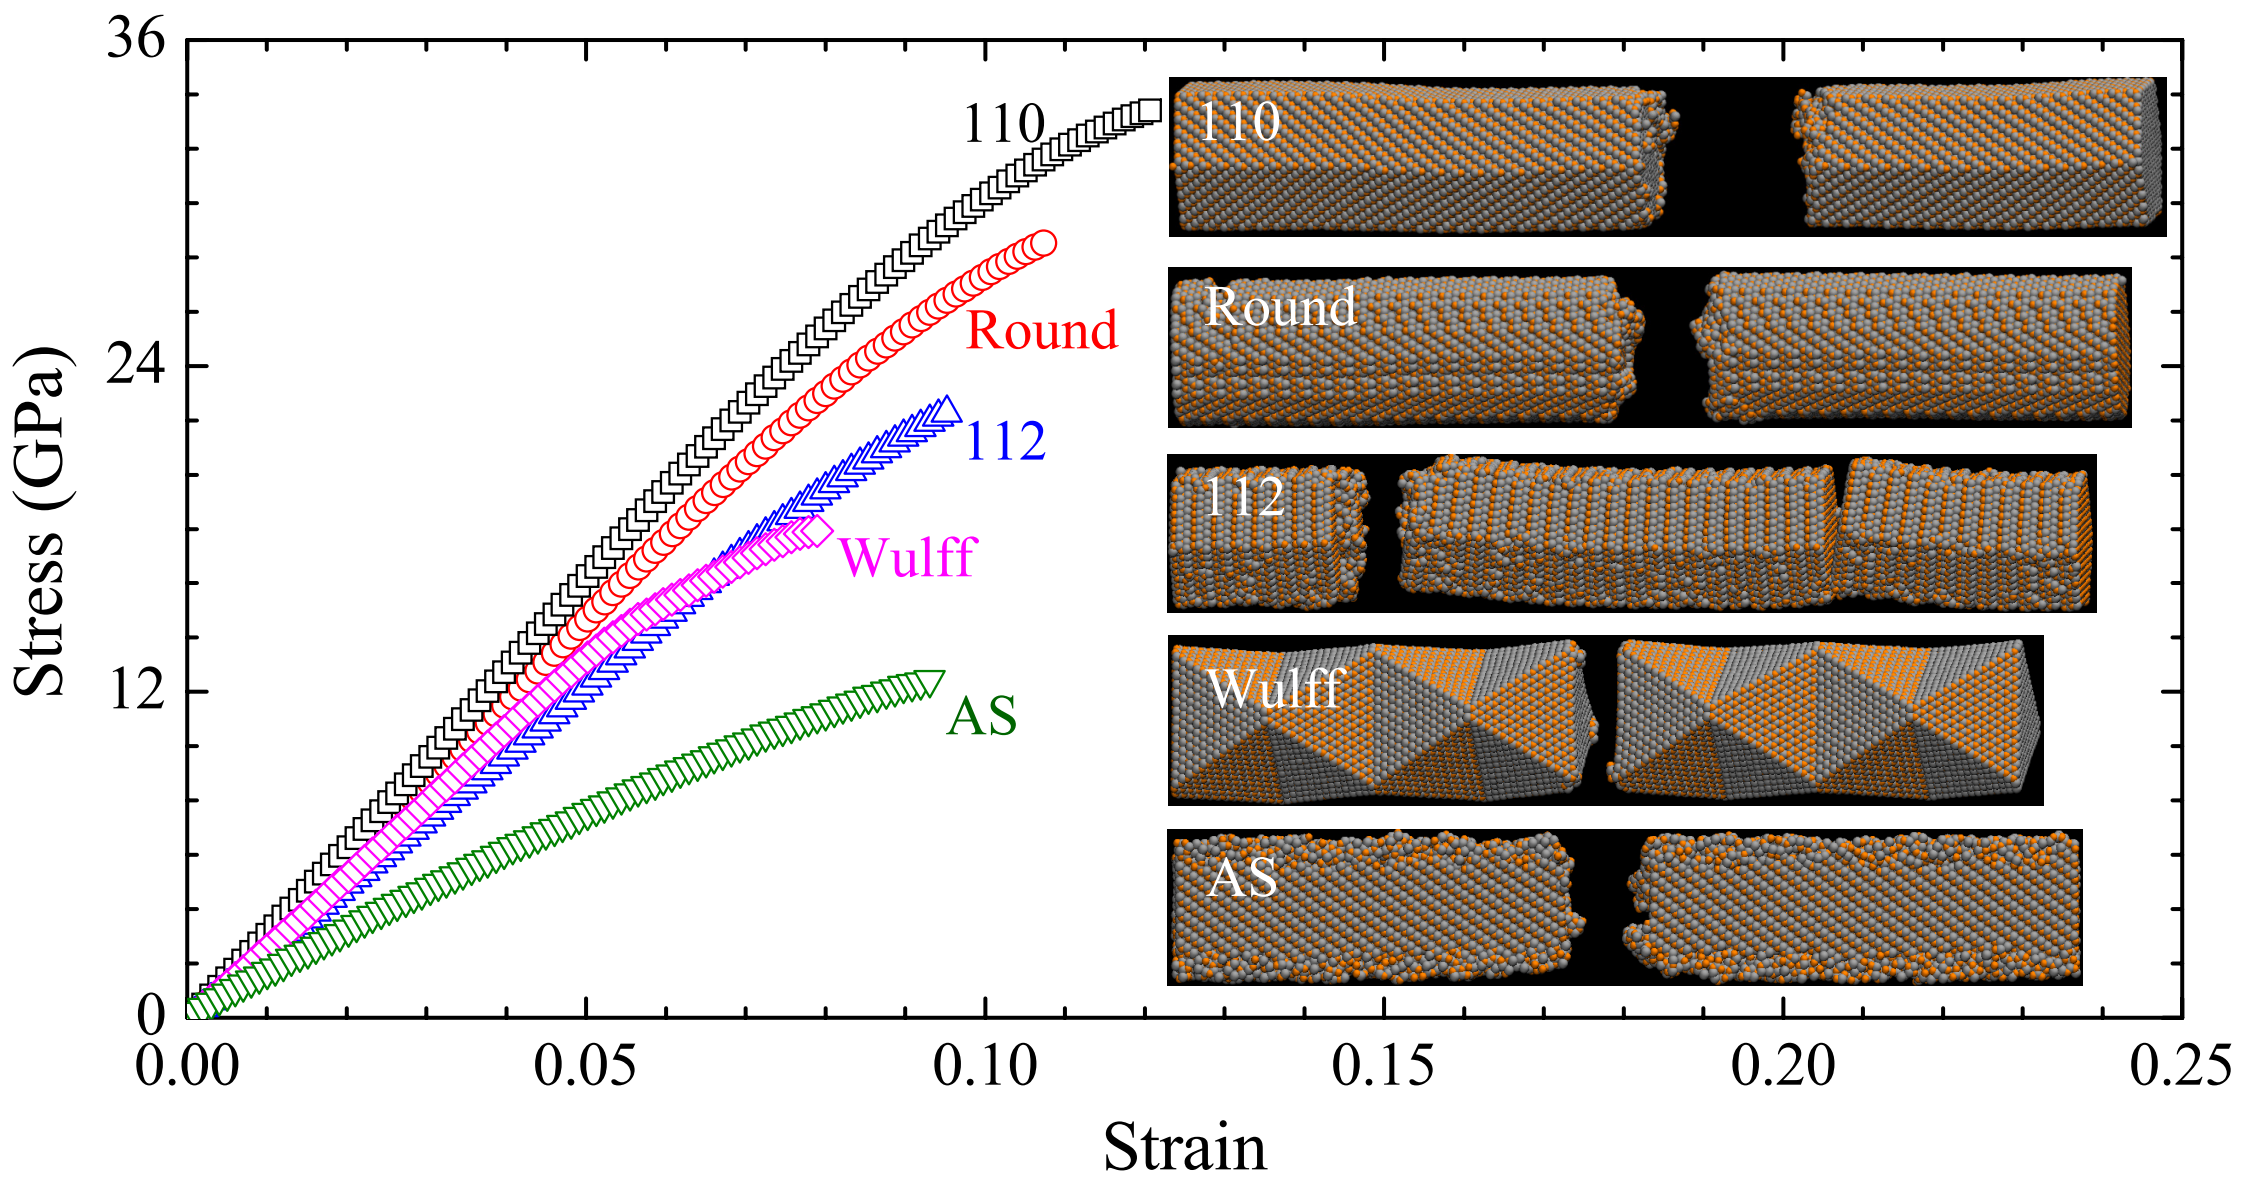 36
24
12
0
Stress (GPa)
110
Round
112
Wulff
AS
110
Round
112
Wulff
AS
0.00 0.05 0.10 0.15 0.20 0.25
Strain